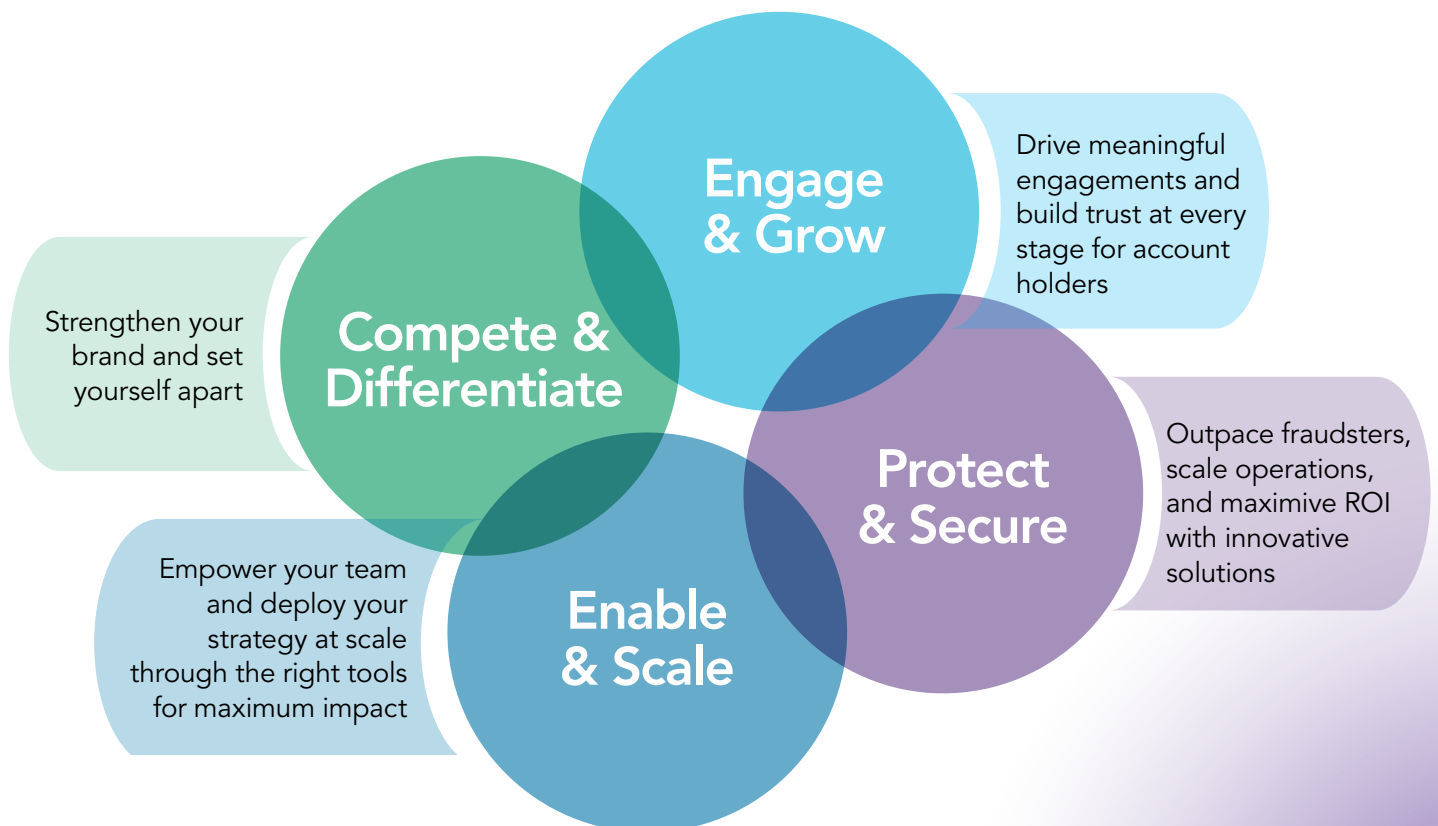 Engage
& Grow
Drive meaningful
engagements and
build trust at every
stage for account
holders
Compete &
Differentiate
Strengthen your
brand and set
yourself apart
Protect
& Secure
Outpace fraudsters,
scale operations,
and maximive ROI
with innovative
solutions
Enable
& Scale
Empower your team
and deploy your
strategy at scale
through the right tools
for maximum impact